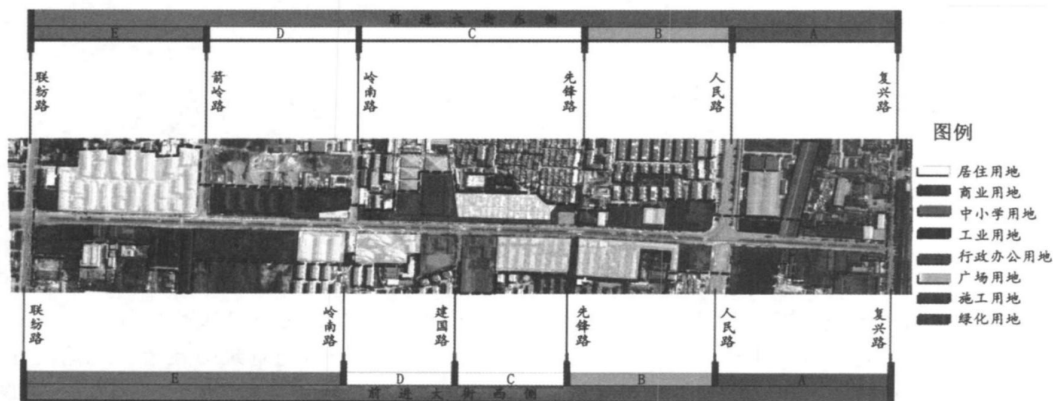 前进大街东侧
E D C B A
联纺路 箭岭路 岭南路 先锋路 人民路 复兴路
图例
居住用地
商业用地
中小学用地
工业用地
行政办公用地
广场用地
施工用地
绿化用地
联纺路 岭南路 建国路 先锋路 人民路 复兴路
E D C B A
前进大街西侧